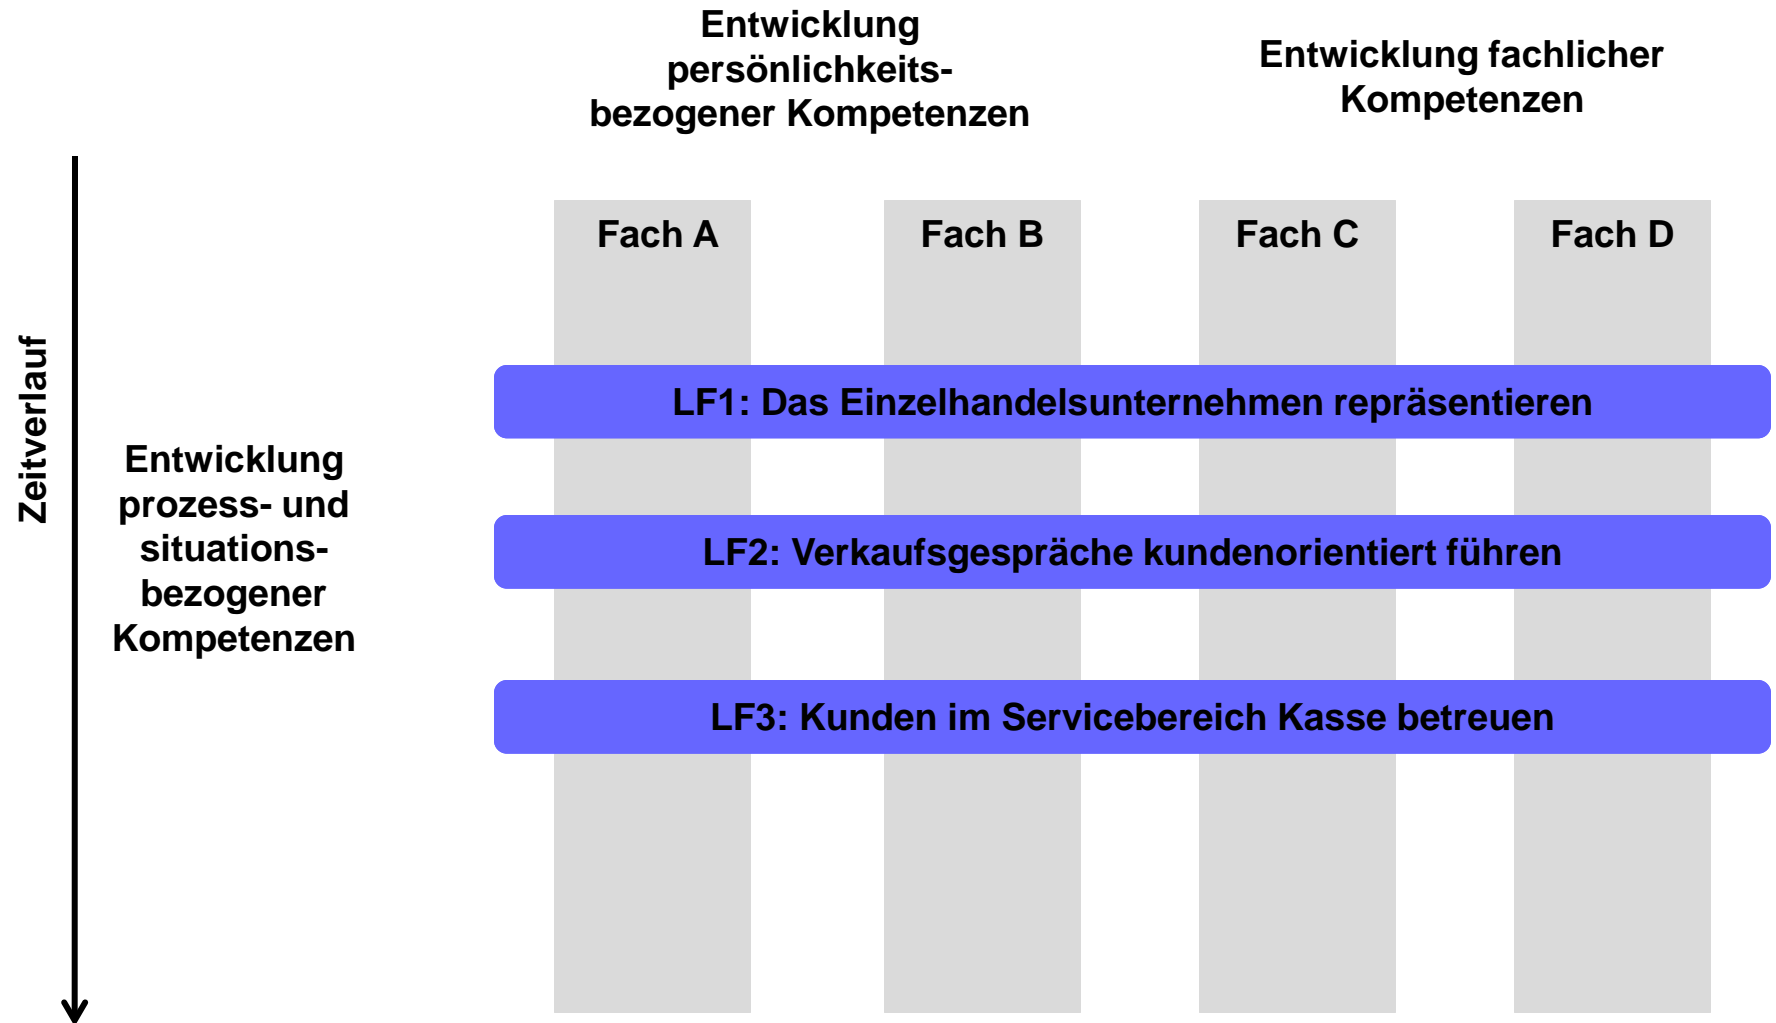 Entwicklung
persönlichkeits-
bezogener Kompetenzen
Entwicklung fachlicher
Kompetenzen
Fach A
Fach B
Fach C
Fach D
Zeitverlauf
Entwicklung
prozess- und
situations-
bezogener
Kompetenzen
LF1: Das Einzelhandelsunternehmen repräsentieren
LF2: Verkaufsgespräche kundenorientiert führen
LF3: Kunden im Servicebereich Kasse betreuen